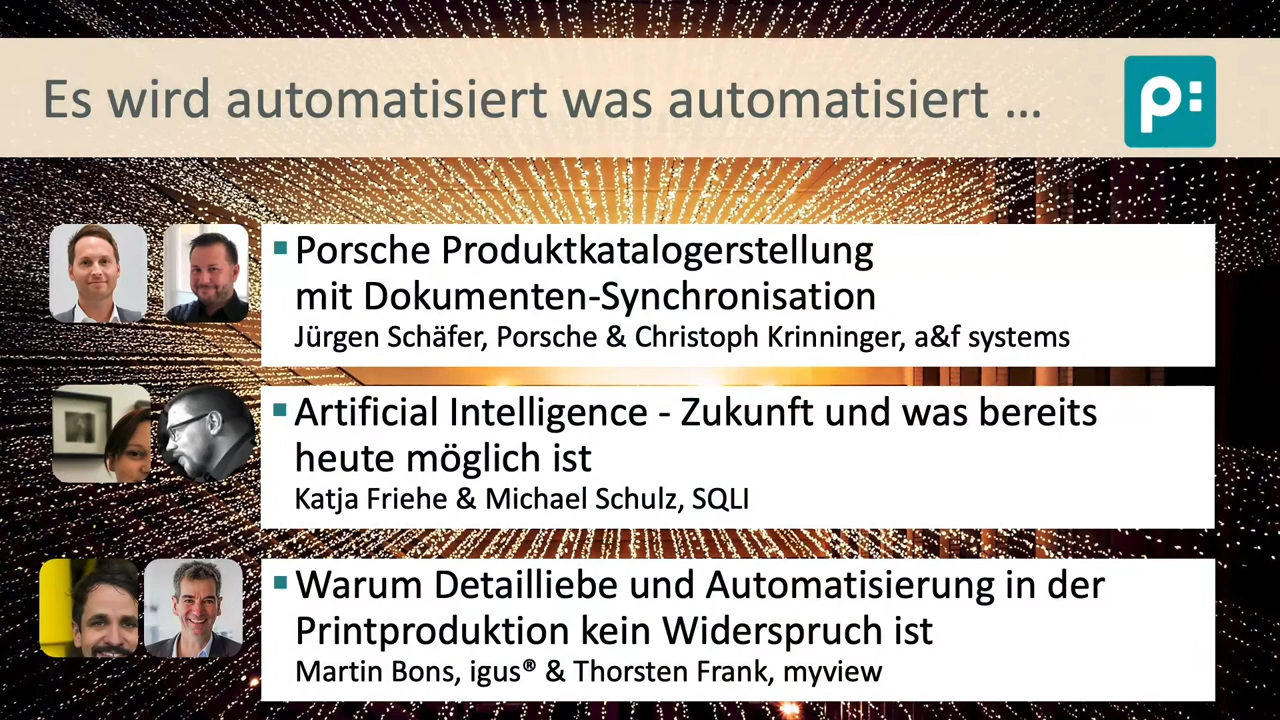 Es wird automatisiert was automatisiert …
p:
Porsche Produktkatalogerstellung
mit Dokumenten-Synchronisation
Jürgen Schäfer, Porsche & Christoph Krinninger, a&f systems
Artificial Intelligence - Zukunft und was bereits
heute möglich ist
Katja Friehe & Michael Schulz, SQLI
Warum Detailliebe und Automatisierung in der
Printproduktion kein Widerspruch ist
Martin Bons, igus® & Thorsten Frank, myview